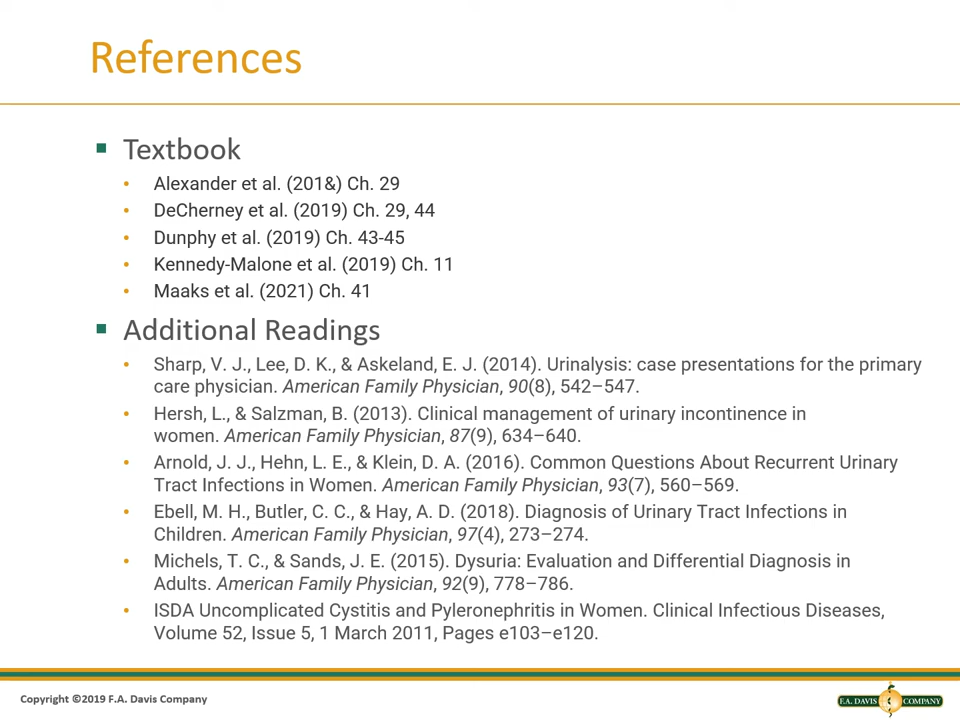 References
Textbook
Alexander et al. (201&) Ch. 29
DeCherney et al. (2019) Ch. 29, 44
Dunphy et al. (2019) Ch. 43-45
Kennedy-Malone et al. (2019) Ch. 11
Maaks et al. (2021) Ch. 41
Additional Readings
Sharp, V. J., Lee, D. K., & Askeland, E. J. (2014). Urinalysis: case presentations for the primary
care physician. American Family Physician, 90(8), 542–547.
Hersh, L., & Salzman, B. (2013). Clinical management of urinary incontinence in
women. American Family Physician, 87(9), 634–640.
Arnold, J. J., Hehn, L. E., & Klein, D. A. (2016). Common Questions About Recurrent Urinary
Tract Infections in Women. American Family Physician, 93(7), 560–569.
Ebell, M. H., Butler, C. C., & Hay, A. D. (2018). Diagnosis of Urinary Tract Infections in
Children. American Family Physician, 97(4), 273–274.
Michels, T. C., & Sands, J. E. (2015). Dysuria: Evaluation and Differential Diagnosis in
Adults. American Family Physician, 92(9), 778–786.
ISDA Uncomplicated Cystitis and Pyleronephritis in Women. Clinical Infectious Diseases,
Volume 52, Issue 5, 1 March 2011, Pages e103–e120.
Copyright ©2019 F.A. Davis Company
F.A. DAVIS COMPANY